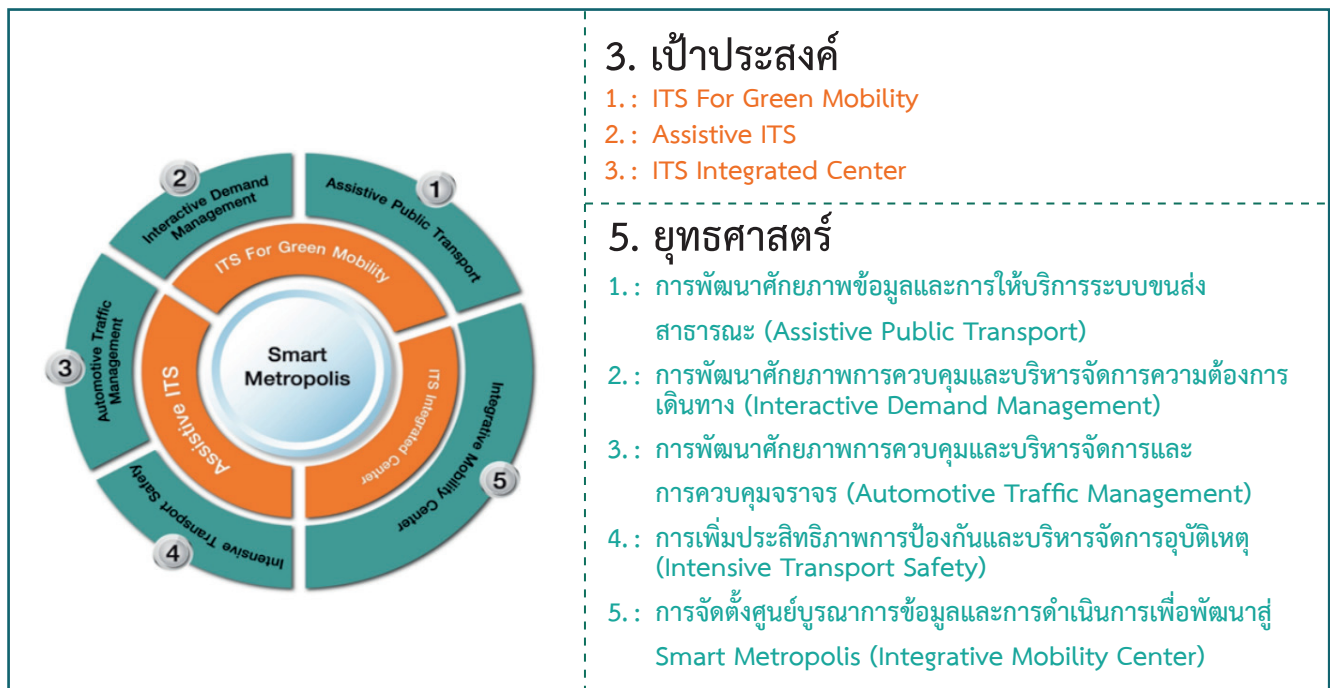 2
Interactive Demand
Management
Assistive Public Transport
1
ITS For Green Mobility
Automotive Traffic
Management
3
Assistive ITS
Smart
Metropolis
ITS Integrated Center
Integrative Mobility Center
5
Intensive Transport Safety
4
3. เป้าประสงค์
1. : ITS For Green Mobility
2. : Assistive ITS
3. : ITS Integrated Center
5. ยุทธศาสตร์
1. : การพัฒนาศักยภาพข้อมูลและการให้บริการระบบขนส่ง
สาธารณะ (Assistive Public Transport)
2. : การพัฒนาศักยภาพการควบคุมและบริหารจัดการความต้องการ
เดินทาง (Interactive Demand Management)
3. : การพัฒนาศักยภาพการควบคุมและบริหารจัดการและ
การควบคุมจราจร (Automotive Traffic Management)
4. : การเพิ่มประสิทธิภาพการป้องกันและบริหารจัดการอุบัติเหตุ
(Intensive Transport Safety)
5. : การจัดตั้งศูนย์บูรณาการข้อมูลและการดำเนินการเพื่อพัฒนาสู่
Smart Metropolis (Integrative Mobility Center)